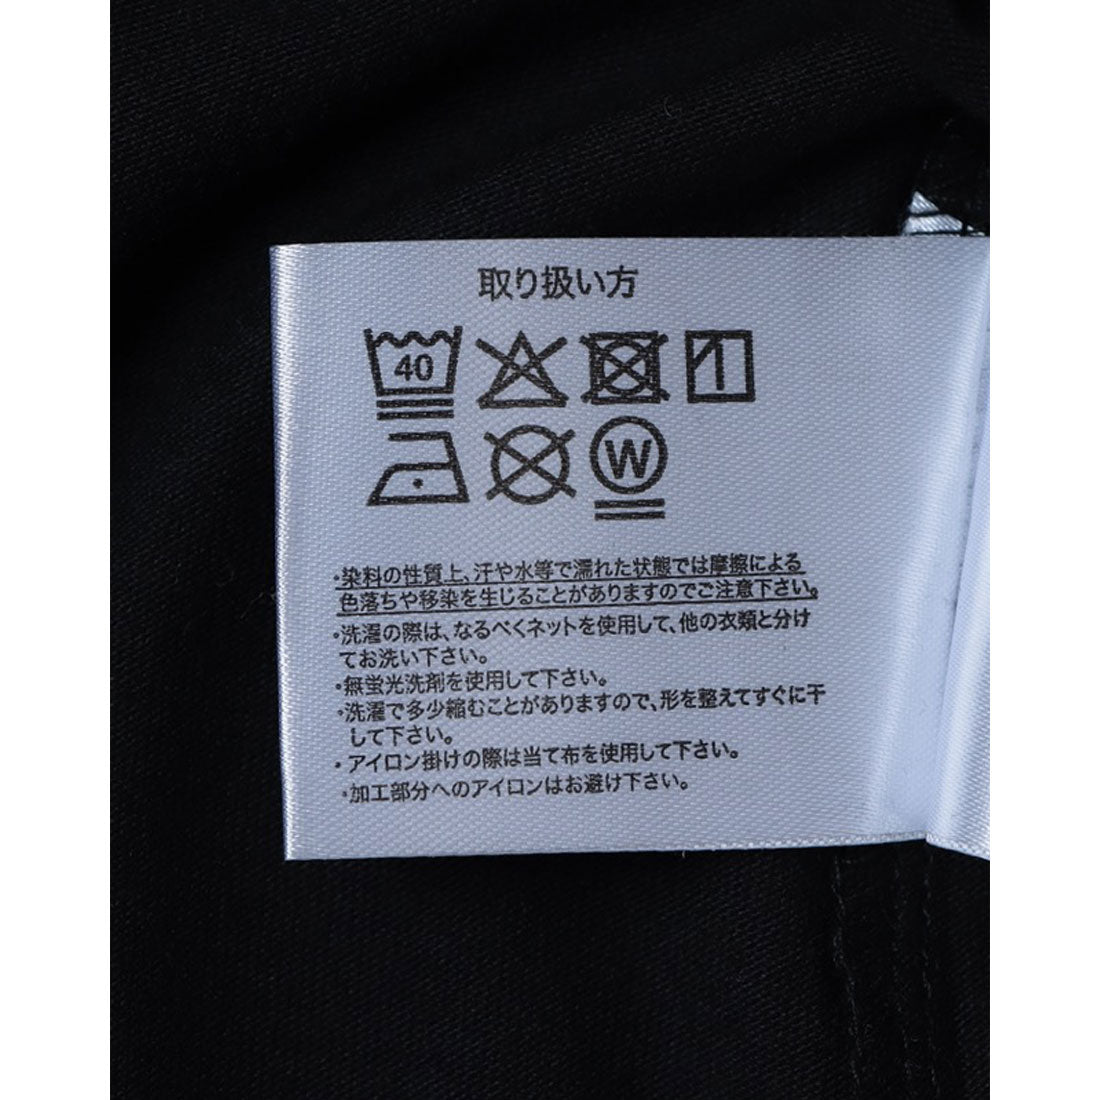 取り扱い方
40
W
・染料の性質上、汗や水等で濡れた状態では摩擦による
色落ちや移染を生じることがありますのでご注意下さい。
・洗濯の際は、なるべくネットを使用して、他の衣類と分け
てお洗い下さい。
・無蛍光洗剤を使用して下さい。
・洗濯で多少縮むことがありますので、形を整えてすぐに干
して下さい。
・アイロン掛けの際は当て布を使用して下さい。
・加工部分へのアイロンはお避け下さい。